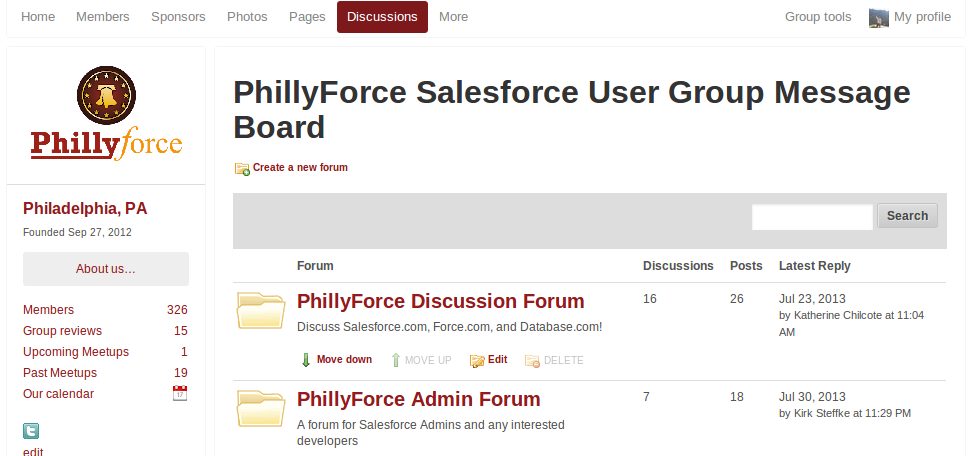 Home Members Sponsors Photos Pages Discussions More Group tools My profile
Phillyforce
Philadelphia, PA
Founded Sep 27, 2012
About us…
Members 326
Group reviews 15
Upcoming Meetups 1
Past Meetups 19
Our calendar 17
edit
PhillyForce Salesforce User Group Message
Board
Create a new forum
Search
Forum Discussions Posts Latest Reply
PhillyForce Discussion Forum 16 26 Jul 23, 2013
Discuss Salesforce.com, Force.com, and Database.com! by Katherine Chilcote at 11:04
AM
Move down MOVE UP Edit DELETE
PhillyForce Admin Forum 7 18 Jul 30, 2013
A forum for Salesforce Admins and any interested by Kirk Steffke at 11:29 PM
developers